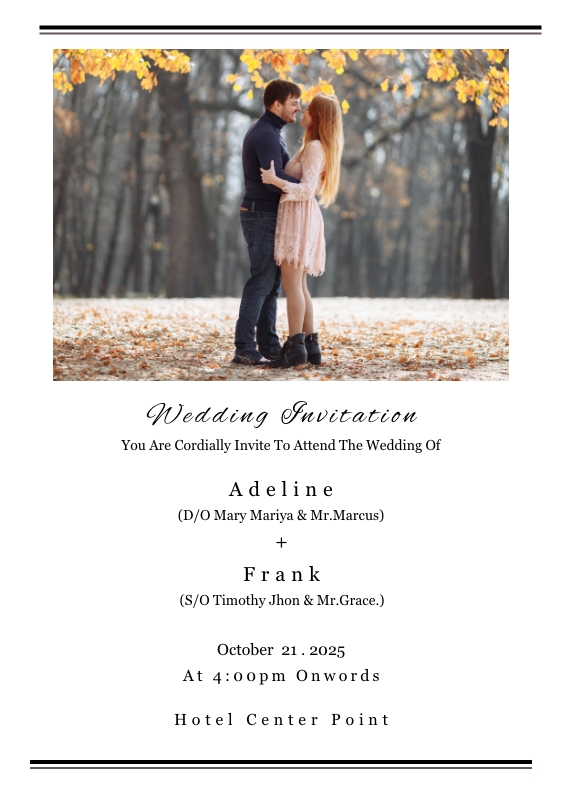 Wedding Invitation
You Are Cordially Invite To Attend The Wedding Of
Adeline
(D/O Mary Mariya & Mr.Marcus)
+
Frank
(S/O Timothy Jhon & Mr.Grace.)
October 21 . 2025
At 4:00pm Onwords
Hotel Center Point